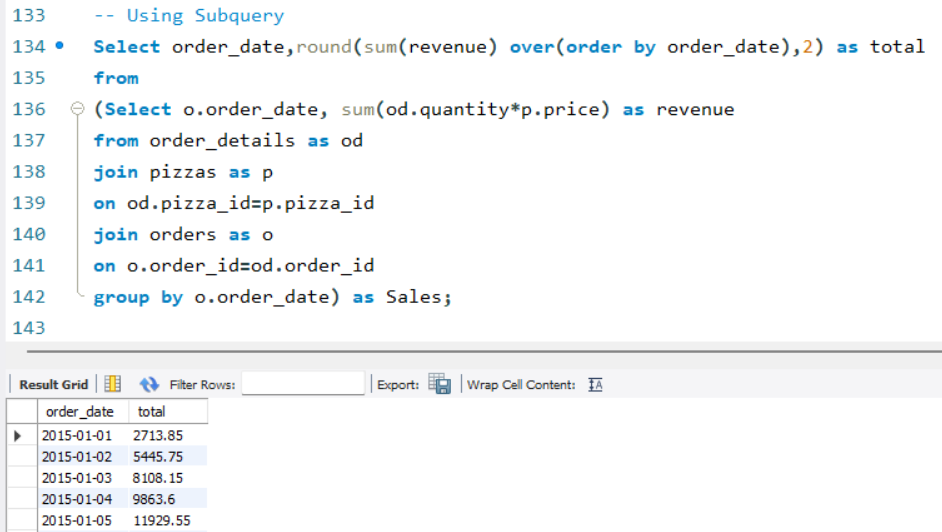 133 -- Using Subquery
134 Select order_date,round(sum(revenue) over(order by order_date),2) as total
135 from
136 (Select o.order_date, sum(od.quantity*p.price) as revenue
137 from order_details as od
138 join pizzas as p
139 on od.pizza_id=p.pizza_id
140 join orders as o
141 on o.order_id=od.order_id
142 group by o.order_date) as Sales;
143
Result Grid Filter Rows: Export: Wrap Cell Content: IA
order_date total
2015-01-01 2713.85
2015-01-02 5445.75
2015-01-03 8108.15
2015-01-04 9863.6
2015-01-05 11929.55